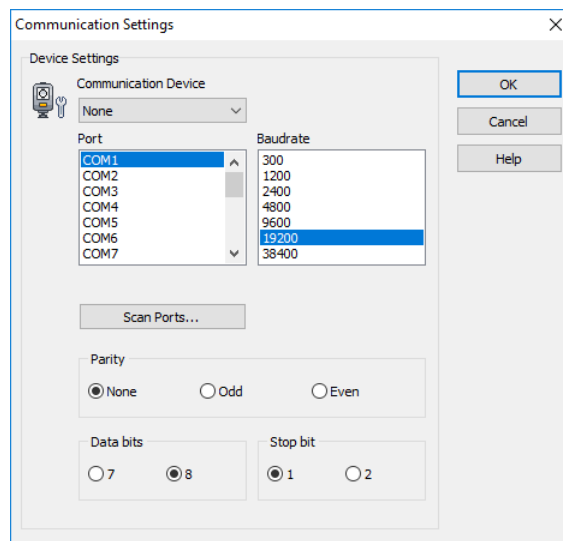 Communication Settings
Device Settings
Communication Device
None
OK
Cancel
Help
Port
COM1
COM2
COM3
COM4
COM5
COM6
COM7
Baudrate
300
1200
2400
4800
9600
19200
38400
Scan Ports...
Parity
None Odd Even
Data bits
7 8
Stop bit
1 2